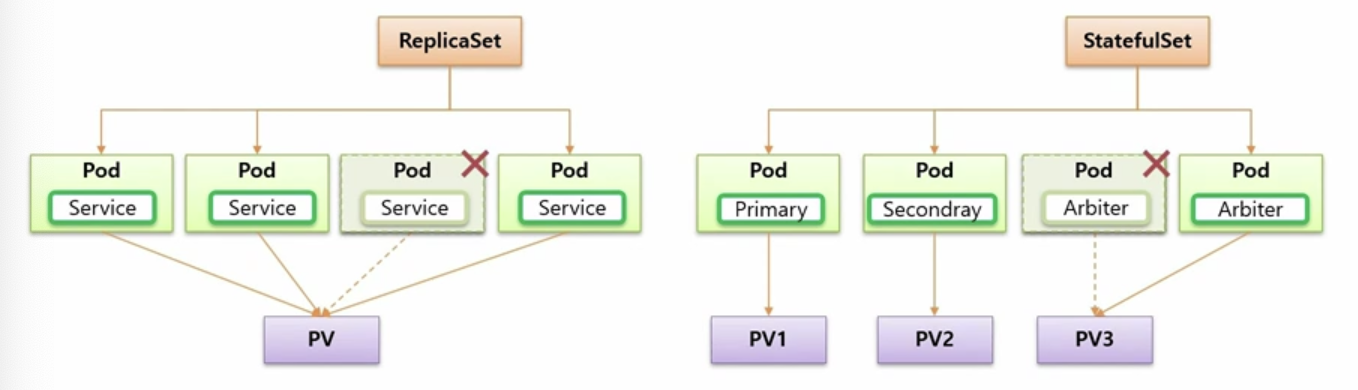 ReplicaSet
StatefulSet
Pod
Service
Pod
Service
Pod
Service
Pod
Service
Pod
Primary
Pod
Secondray
Pod
Arbiter
Pod
Arbiter
PV
PV1
PV2
PV3